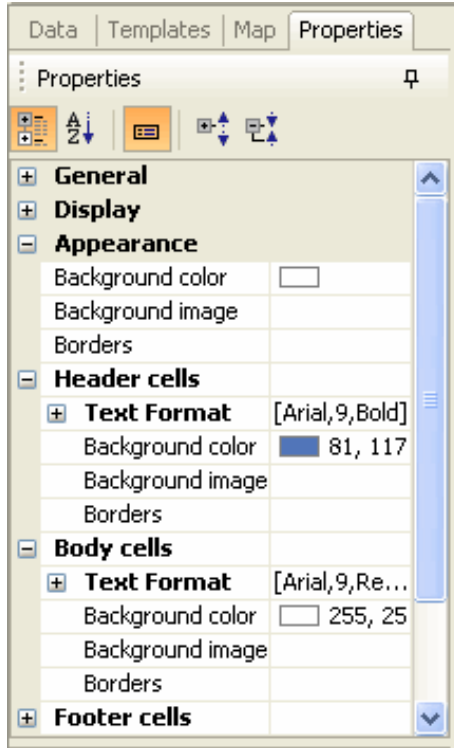 Data Templates Map Properties
Properties
A
Z
General
Display
Appearance
Background color
Background image
Borders
Header cells
Text Format [Arial,9,Bold]
Background color 81, 117
Background image
Borders
Body cells
Text Format [Arial,9,Re...
Background color 255, 25
Background image
Borders
Footer cells